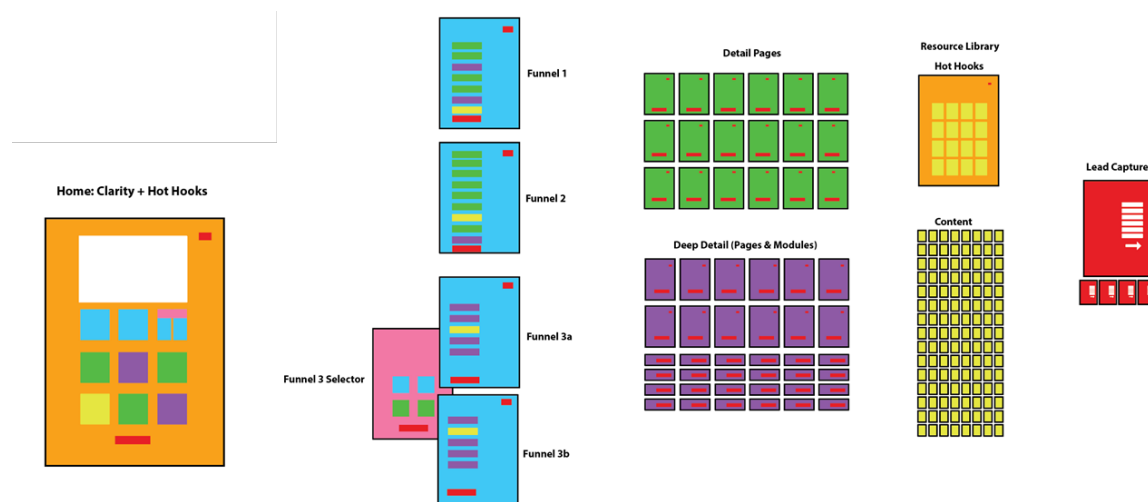 Funnel 1
Detail Pages
Resource Library
Hot Hooks
Home: Clarity + Hot Hooks
Funnel 2
Lead Capture
Deep Detail (Pages & Modules)
Content
Funnel 3a
Funnel 3 Selector
Funnel 3b